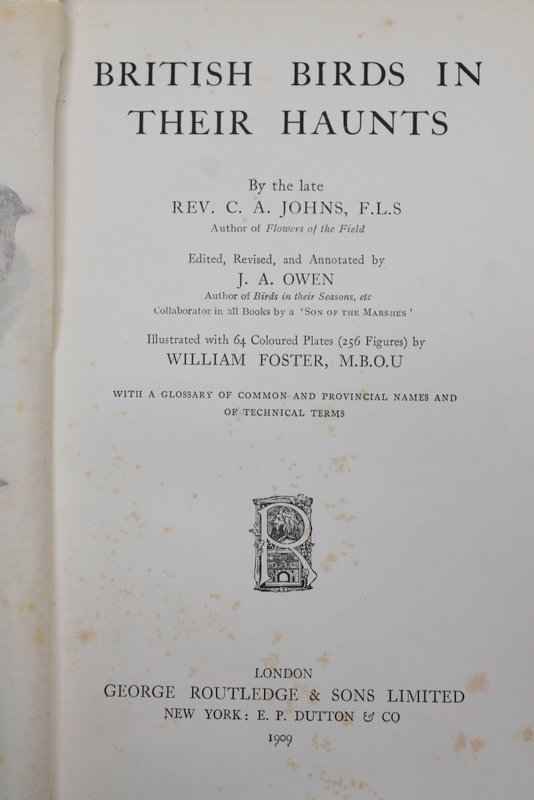 BRITISH BIRDS IN
THEIR HAUNTS
By the late
REV. C. A. JOHNS, F.L.S
Author of Flowers of the Field
Edited, Revised, and Annotated by
J. A. OWEN
Author of Birds in their Seasons, etc
Collaborator in all Books by a ‘SON OF THE MARSHES’
Illustrated with 64 Coloured Plates (256 Figures) by
WILLIAM FOSTER, M.B.O.U
WITH A GLOSSARY OF COMMON AND PROVINCIAL NAMES AND
OF TECHNICAL TERMS
R
LONDON
GEORGE ROUTLEDGE & SONS LIMITED
NEW YORK: E. P. DUTTON & CO
1909